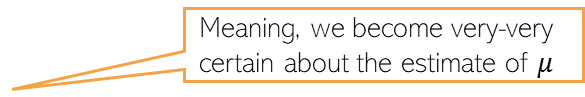 Meaning, we become very-very
certain about the estimate of μ